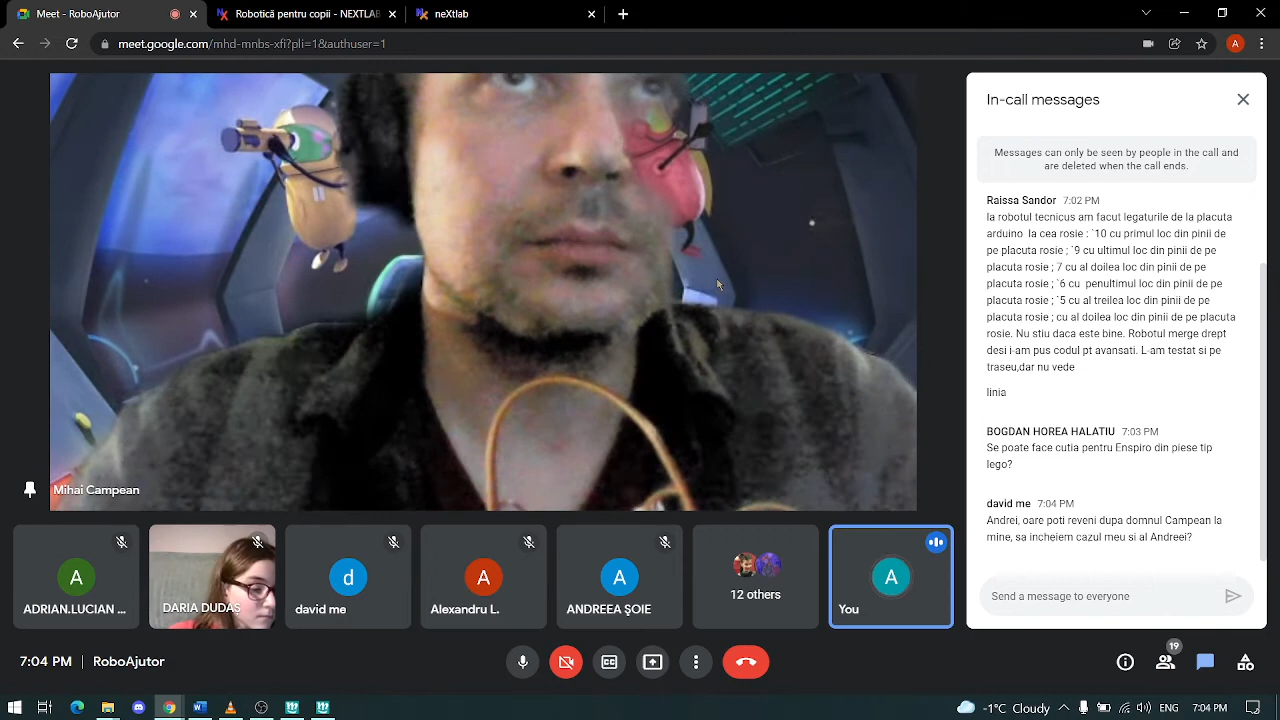 Meet - RoboAjutor
Robotică pentru copii - NEXTLAB
neXtlab
meet.google.com/mhd-mnbs-xfi?pli=1&authuser=1
A
In-call messages
Messages can only be seen by people in the call and
are deleted when the call ends.
Raissa Sandor 7:02 PM
la robotul tecnicus am facut legaturile de la placuta
arduino la cea rosie : `10 cu primul loc din pinii de
pe placuta rosie ; `9 cu ultimul loc din pinii de pe
placuta rosie ; 7 cu al doilea loc din pinii de pe
placuta rosie ; `6 cu penultimul loc din pinii de pe
placuta rosie ; `5 cu al treilea loc din pinii de pe
placuta rosie ; cu al doilea loc din pinii de pe placuta
rosie. Nu stiu daca este bine. Robotul merge drept
desi i-am pus codul pt avansati. L-am testat si pe
traseu,dar nu vede
linia
BOGDAN HOREA HALATIU 7:03 PM
Se poate face cutia pentru Enspiro din piese tip
lego?
david me 7:04 PM
Andrei, oare poti reveni dupa domnul Campean la
mine, sa incheiem cazul meu si al Andreei?
Send a message to everyone
Mihai Campean
A
ADRIAN.LUCIAN ...
DARIA DUDAȘ
d
david me
A
Alexandru L.
A
ANDREEA ŞOIE
12 others
A
You
7:04 PM | RoboAjutor
19
-1°C Cloudy
ENG
7:04 PM